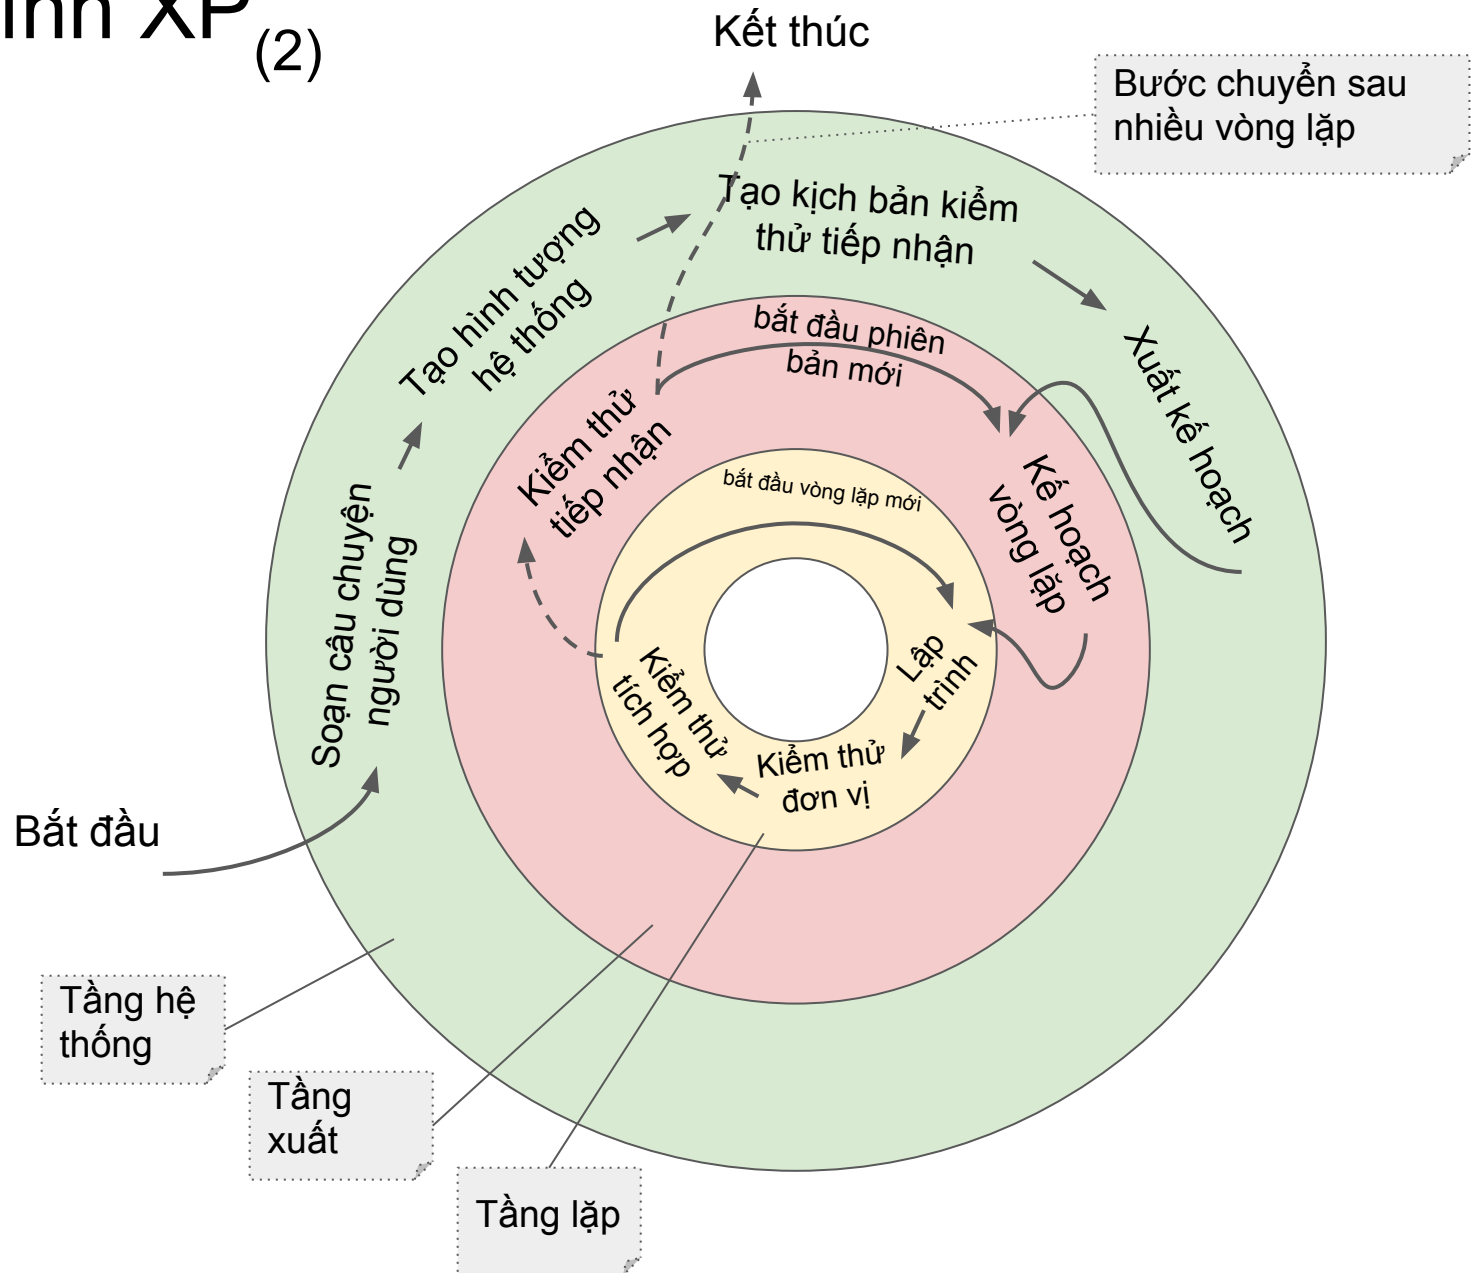 ình XP(2)
Kết thúc
Bước chuyển sau
nhiều vòng lặp
Tạo kịch bản kiểm
thử tiếp nhận
Tạo hình tượng
hệ thống
bắt đầu phiên
bản mới
Xuất kế hoạch
Kiểm thử
tiếp nhận
Kế hoạch
vòng lặp
bắt đầu vòng lặp mới
Soạn câu chuyện
người dùng
Lập
trình
Kiểm thử
tích hợp
Kiểm thử
đơn vị
Bắt đầu
Tầng hệ
thống
Tầng
xuất
Tầng lặp